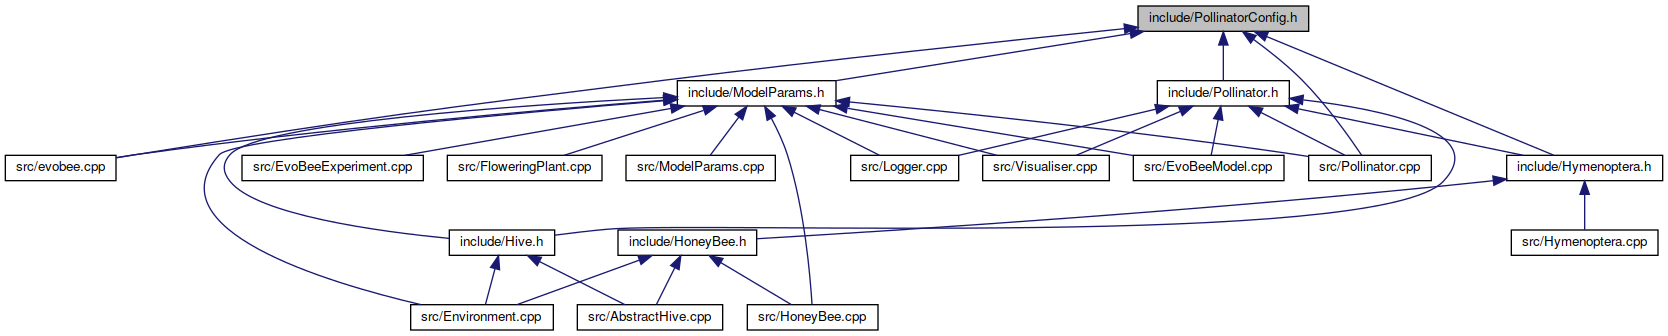 include/PollinatorConfig.h
include/ModelParams.h
include/Pollinator.h
src/evobee.cpp
src/EvoBeeExperiment.cpp
src/FloweringPlant.cpp
src/ModelParams.cpp
src/Logger.cpp
src/Visualiser.cpp
src/EvoBeeModel.cpp
src/Pollinator.cpp
include/Hymenoptera.h
include/Hive.h
include/HoneyBee.h
src/Hymenoptera.cpp
src/Environment.cpp
src/AbstractHive.cpp
src/HoneyBee.cpp